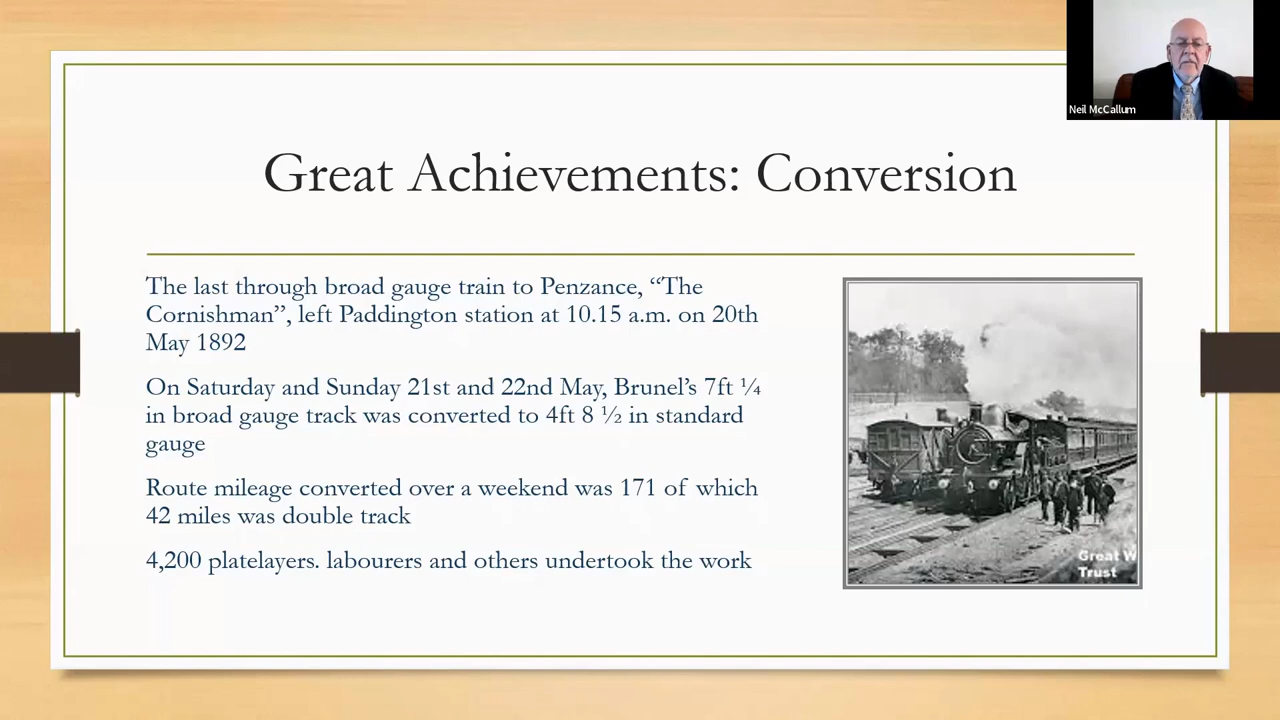 Neil McCallum
Great Achievements: Conversion
The last through broad gauge train to Penzance, “The
Cornishman”, left Paddington station at 10.15 a.m. on 20th
May 1892
On Saturday and Sunday 21st and 22nd May, Brunel’s 7ft ¼
in broad gauge track was converted to 4ft 8 ½ in standard
gauge
Route mileage converted over a weekend was 171 of which
42 miles was double track
4,200 platelayers. labourers and others undertook the work
Great W
Trust